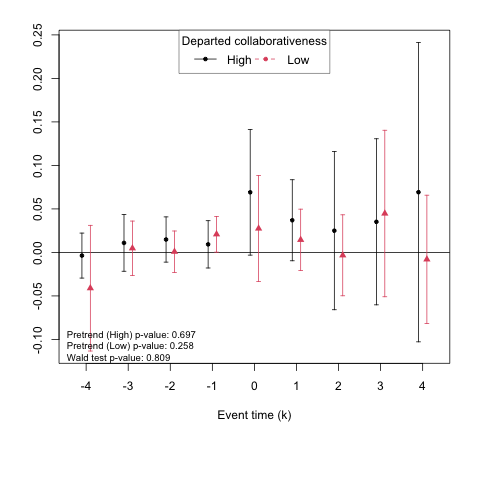 Departed collaborativeness
High Low
0.25
0.20
0.15
0.10
0.05
0.00
-0.05
-0.10
Pretrend (High) p-value: 0.697
Pretrend (Low) p-value: 0.258
Wald test p-value: 0.809
-4 -3 -2 -1 0 1 2 3 4
Event time (k)